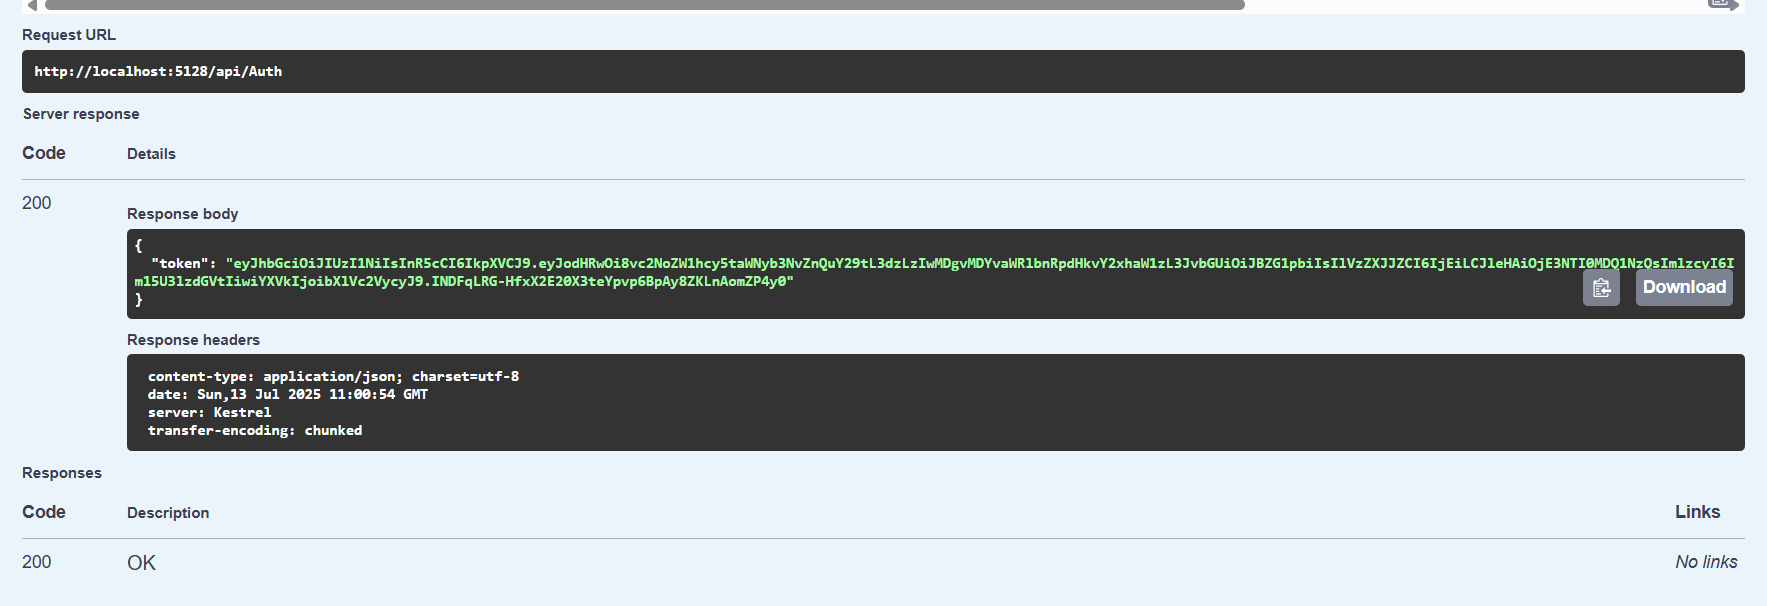 Request URL
http://localhost:5128/api/Auth
Server response
Code Details
200
Response body
{
"token": "eyJhbGciOiJIUzI1NiIsInR5cCI6IkpXVCJ9.eyJodHRwOi8vc2NoZW1hcy5taWNyb3NvZnQuY29tL3dzLzIwMDgvMDYvaWRlbnRpdHkvY2xhaW1zL3JvbGUiOiJBZG1pbiIsIlVzZXJJZCI6IjEiLCJleHAiOjE3NTI0MDQ1NzQsImlzcyI6I
m15U3lzdGVtIiwiYXVkIjoibXlVc2VycyJ9.INDFqLRG-HfxX2E20X3teYpvp6BpAy8ZKLnAomZP4y0"
}
Download
Response headers
content-type: application/json; charset=utf-8
date: Sun,13 Jul 2025 11:00:54 GMT
server: Kestrel
transfer-encoding: chunked
Responses
Code Description Links
200 OK No links